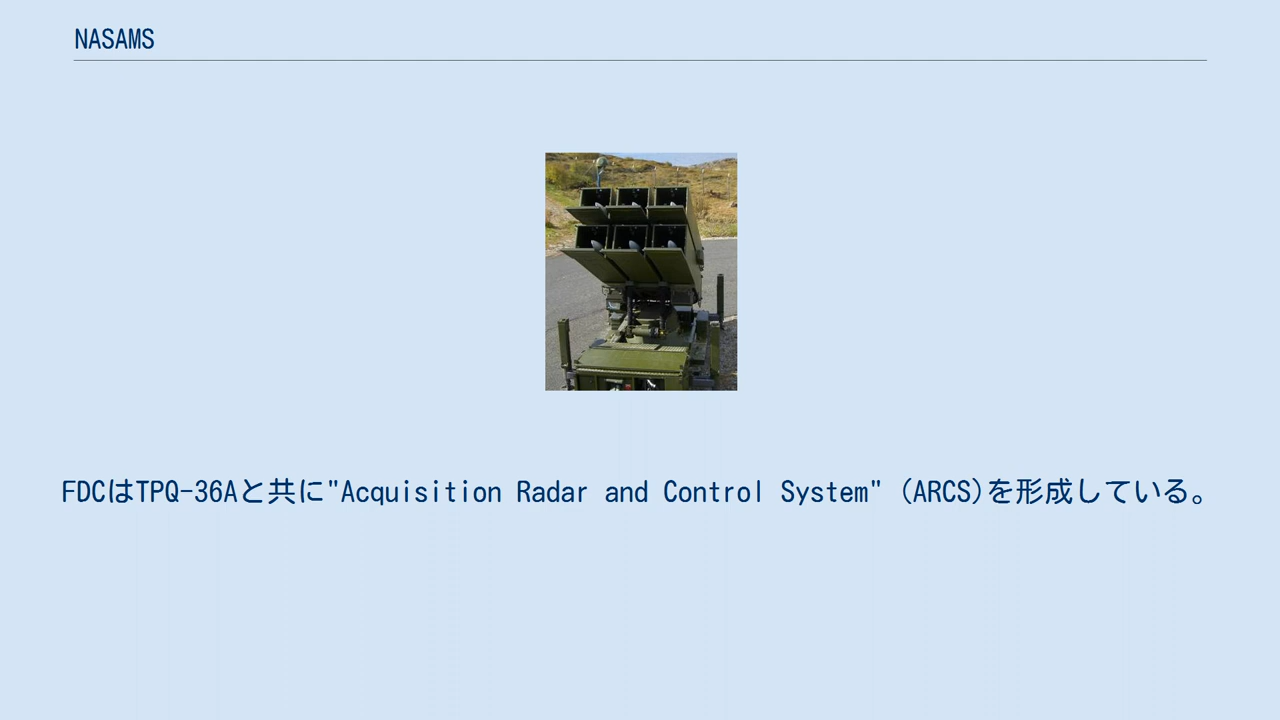 NASAMS
FDCはTPQ-36Aと共に"Acquisition Radar and Control System" (ARCS)を形成している。